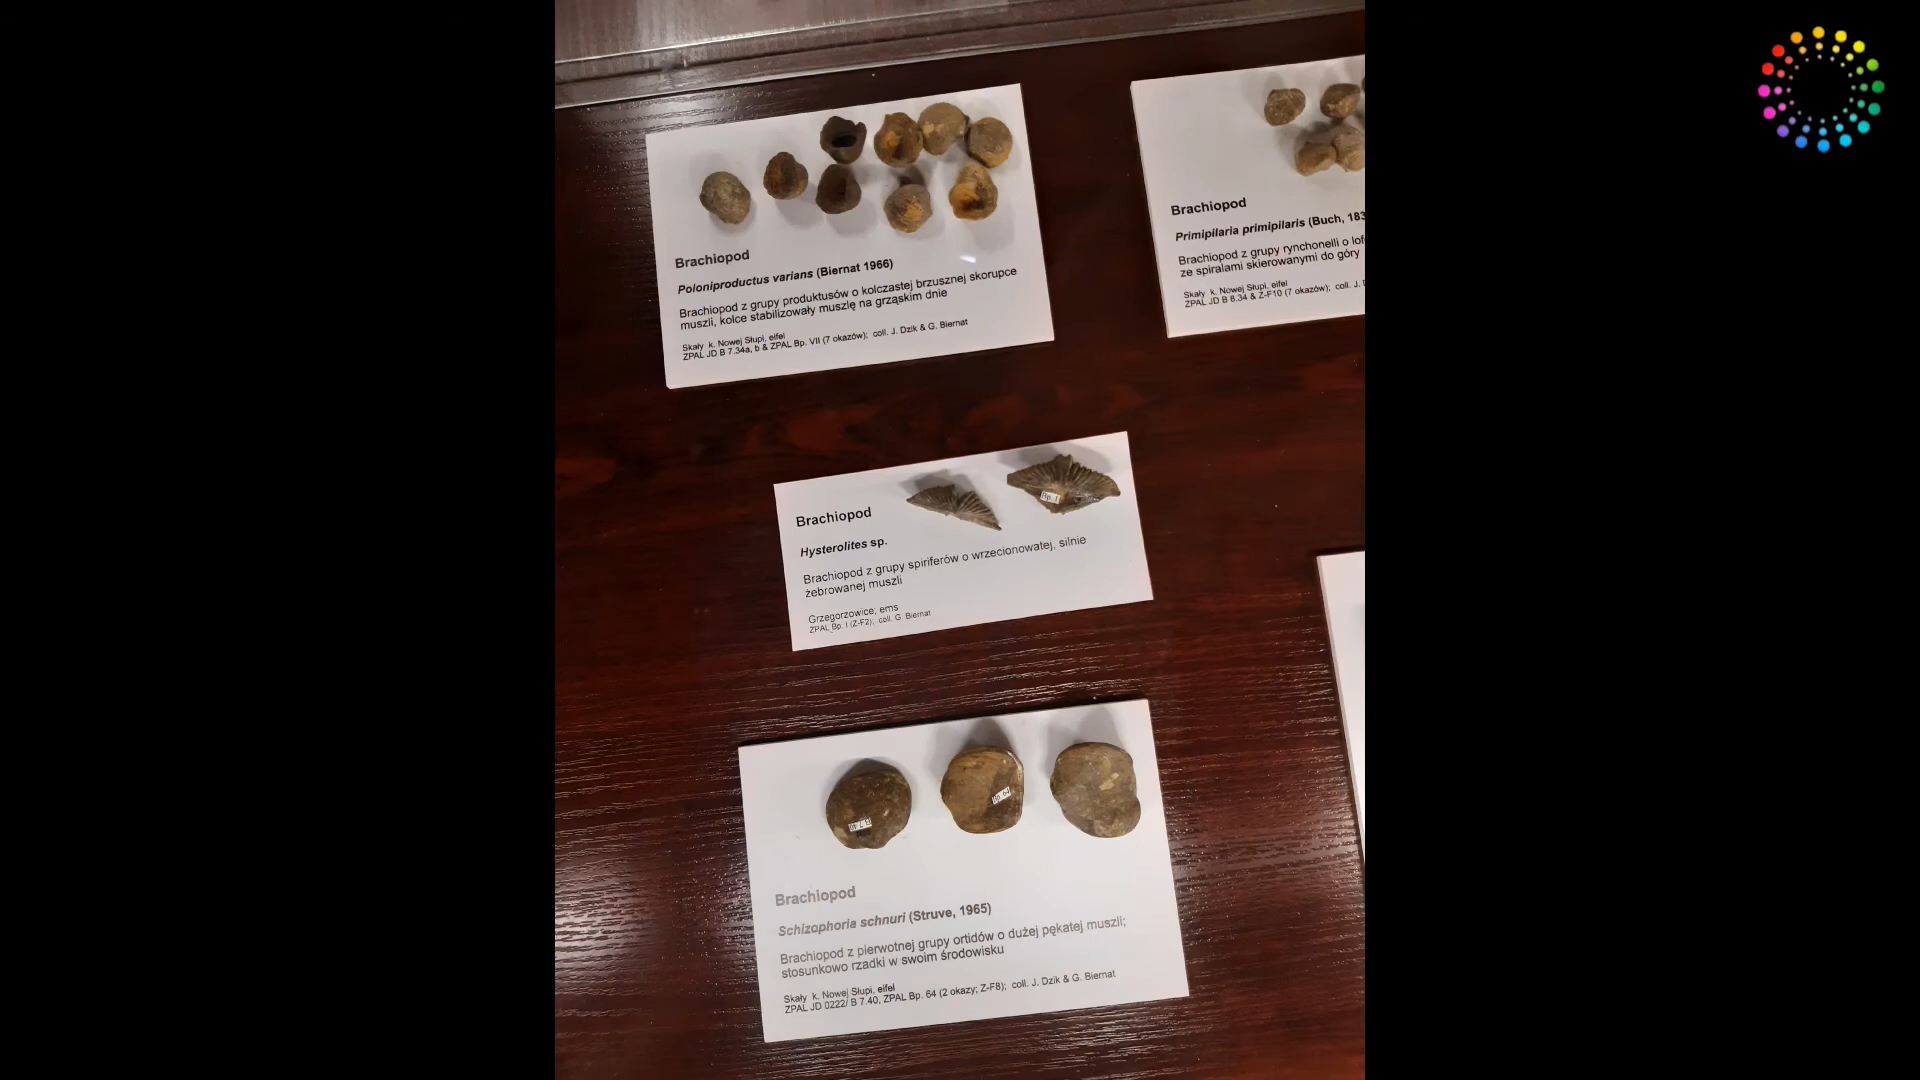 Brachiopod
Poloniproductus varians (Biernat 1966)
Brachiopod z grupy produktusów o kolczastej brzusznej skorupce
muszli, kolce stabilizowały muszlę na grząskim dnie
Skały k. Nowej Słupi, eifel
ZPAL JD B 7.34a, b & ZPAL Bp. VII (7 okazów); coll. J. Dzik & G. Biernat
Brachiopod
Primipilaria primipilaris (Buch, 183
Brachiopod z grupy rynchonelli o
ze spiralami skierowanymi do góry
Skały k. Nowej Słupi, eifel
ZPAL JD B 8.34 & Z-F10 (7 okazów); coll. J.
Brachiopod
Hysterolites sp.
Brachiopod z grupy spiriferów o wrzecionowatej, silnie
żebrowanej muszli
Grzegorzowice; ems
ZPAL Bp. I (Z-F2); coll. G. Biernat
Bp. I
Brachiopod
Schizophoria schnuri (Struve, 1965)
Brachiopod z pierwotnej grupy ortidów o dużej pękatej muszli;
stosunkowo rzadki w swoim środowisku
Skały k. Nowej Słupi, eifel
ZPAL JD 0222/ B 7.40, ZPAL Bp. 64 (2 okazy; Z-F8); coll. J. Dzik & G. Biernat
Bp. 64